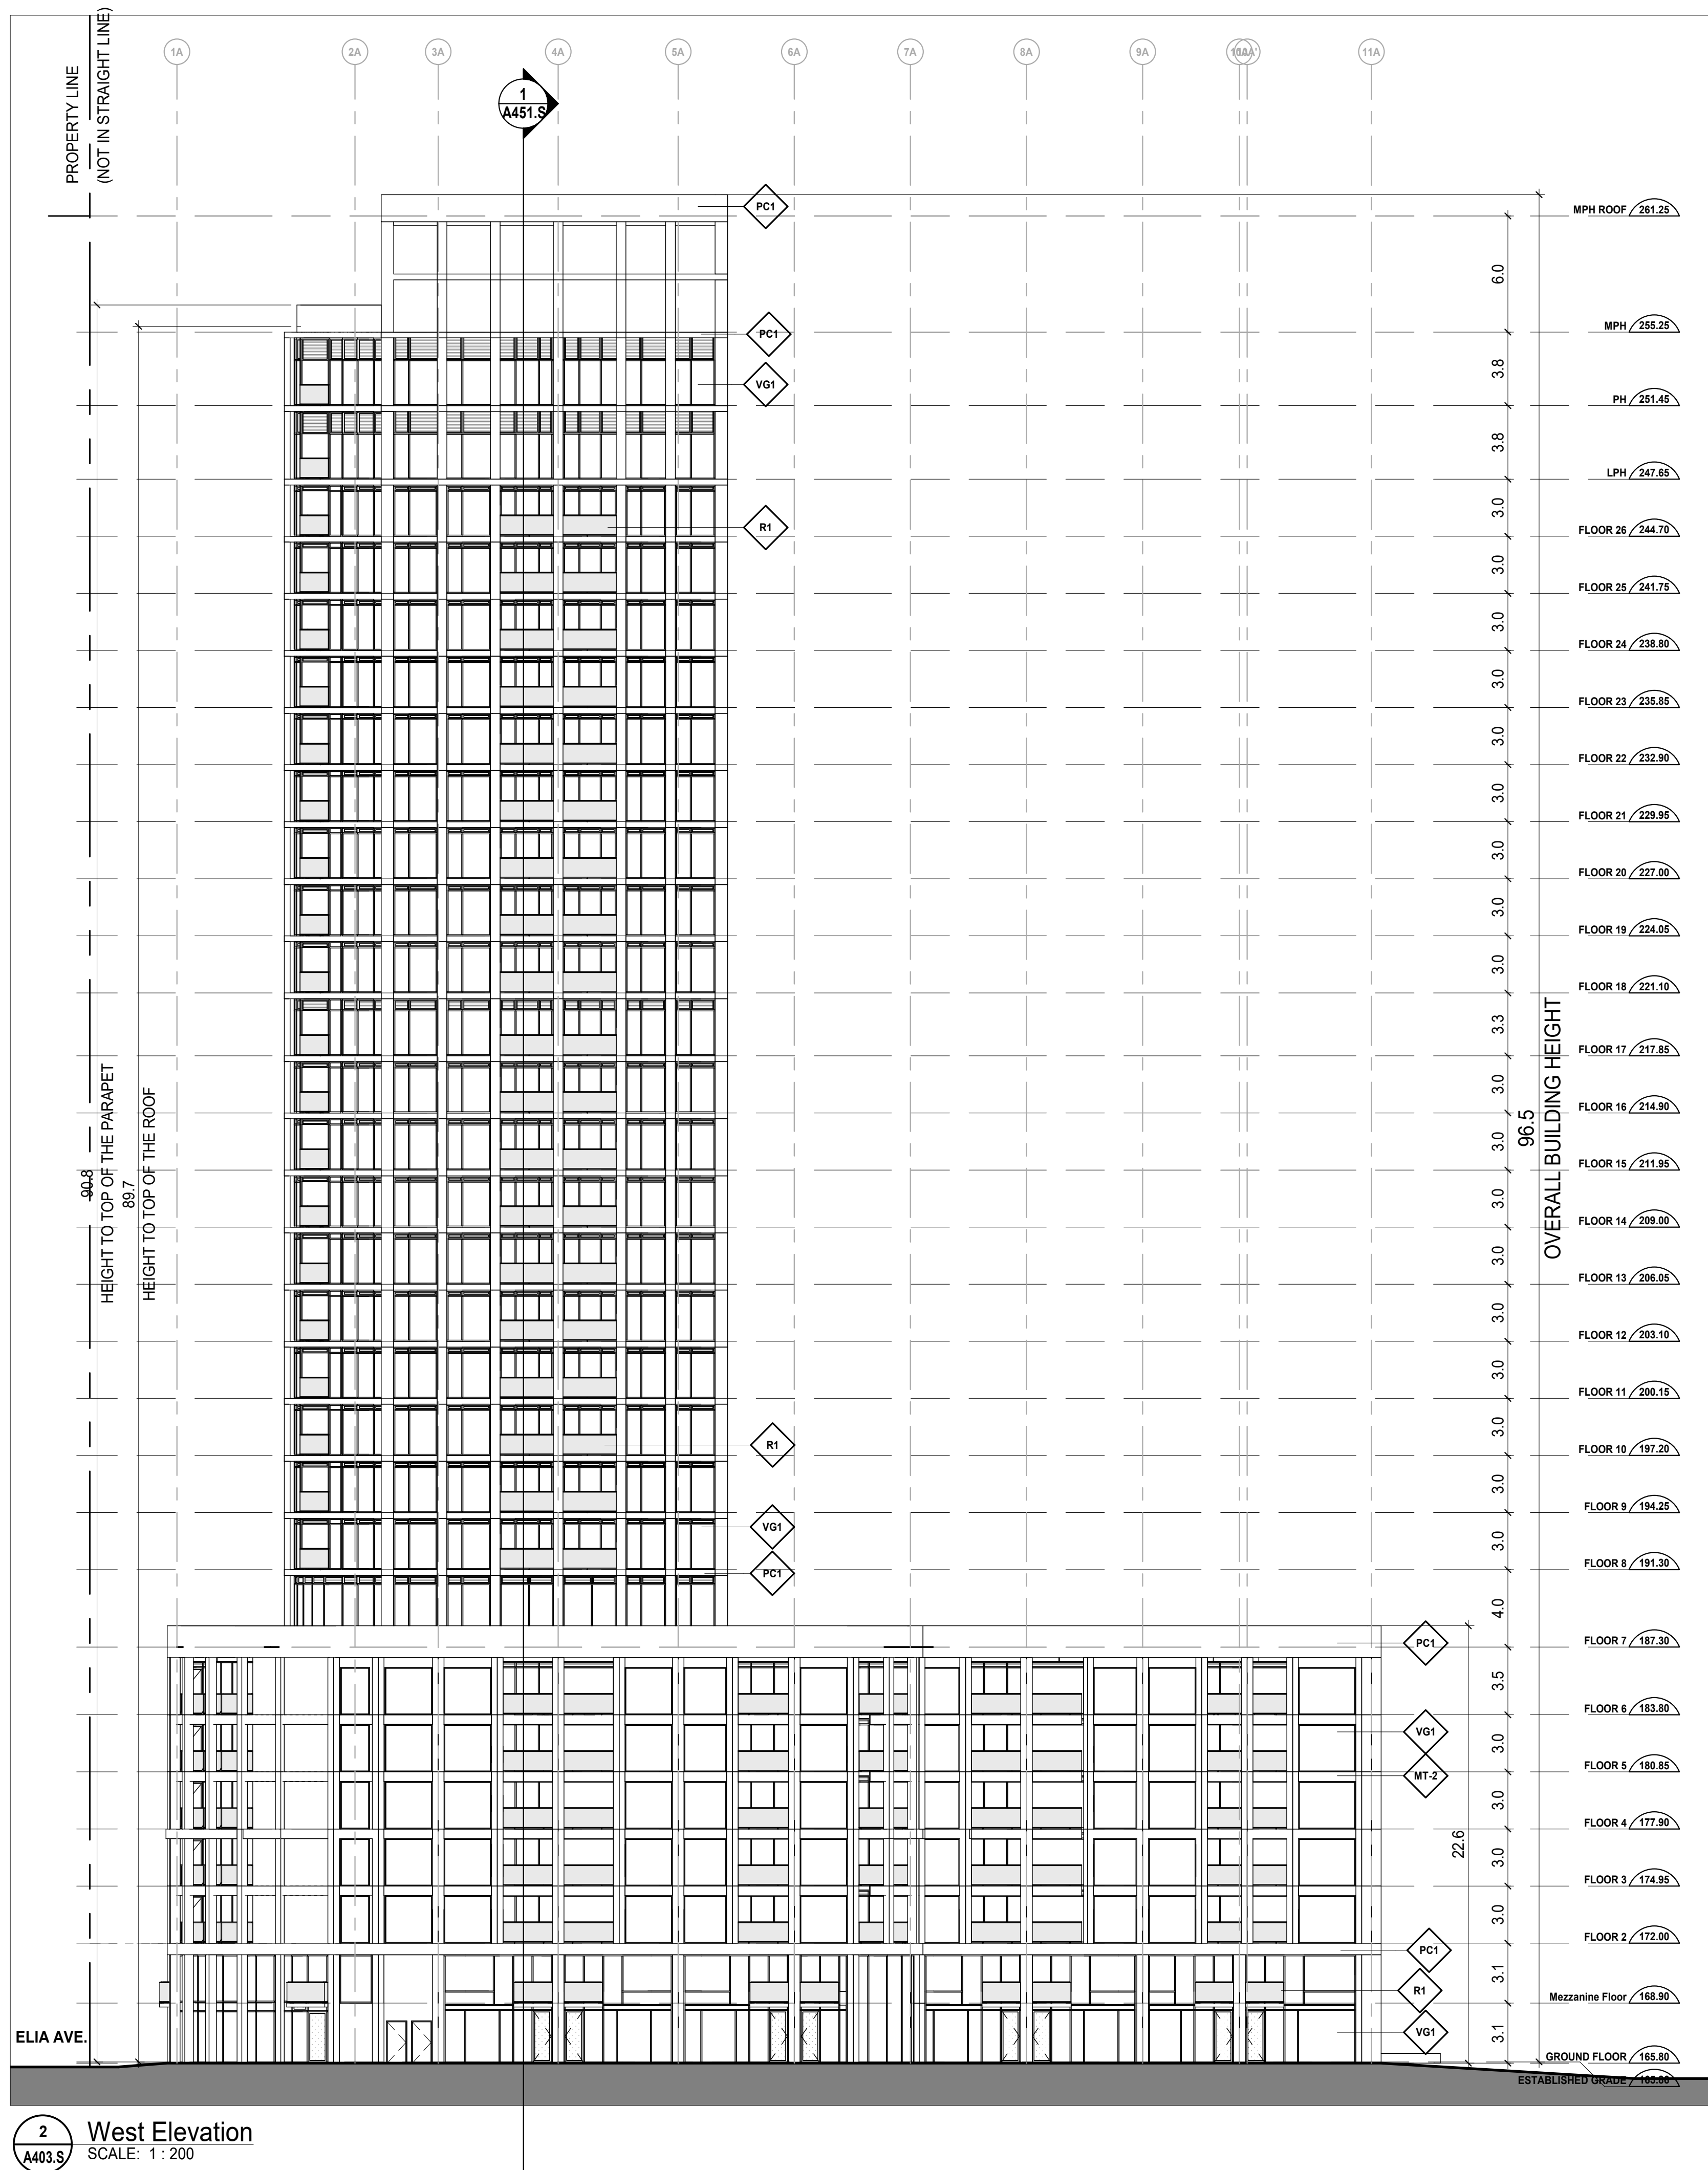 PROPERTY LINE
(NOT IN STRAIGHT LINE)
1A
2A
3A
4A
5A
6A
7A
8A
9A
11A
1
A451.S
PC1
MPH ROOF 261.25
6.0
PC1
MPH 255.25
3.8
VG1
PH 251.45
3.8
LPH 247.65
3.0
R1
FLOOR 26 244.70
3.0
FLOOR 25 241.75
3.0
FLOOR 24 238.80
3.0
FLOOR 23 235.85
3.0
FLOOR 22 232.90
3.0
FLOOR 21 229.95
3.0
FLOOR 20 227.00
3.0
FLOOR 19 224.05
3.0
FLOOR 18 221.10
3.3
FLOOR 17 217.85
3.0
FLOOR 16 214.90
3.0
FLOOR 15 211.95
3.0
FLOOR 14 209.00
3.0
FLOOR 13 206.05
3.0
FLOOR 12 203.10
3.0
FLOOR 11 200.15
3.0
R1
FLOOR 10 197.20
3.0
FLOOR 9 194.25
VG1
3.0
FLOOR 8 191.30
PC1
4.0
PC1
FLOOR 7 187.30
3.5
FLOOR 6 183.80
VG1
3.0
FLOOR 5 180.85
MT-2
3.0
FLOOR 4 177.90
3.0
FLOOR 3 174.95
3.0
FLOOR 2 172.00
PC1
3.1
R1
Mezzanine Floor 168.90
VG1
3.1
GROUND FLOOR 165.80
ESTABLISHED GRADE
90.8
HEIGHT TO TOP OF THE PARAPET
89.7
HEIGHT TO TOP OF THE ROOF
96.5
OVERALL BUILDING HEIGHT
22.6
ELIA AVE.
2
A403.S
West Elevation
SCALE: 1 : 200